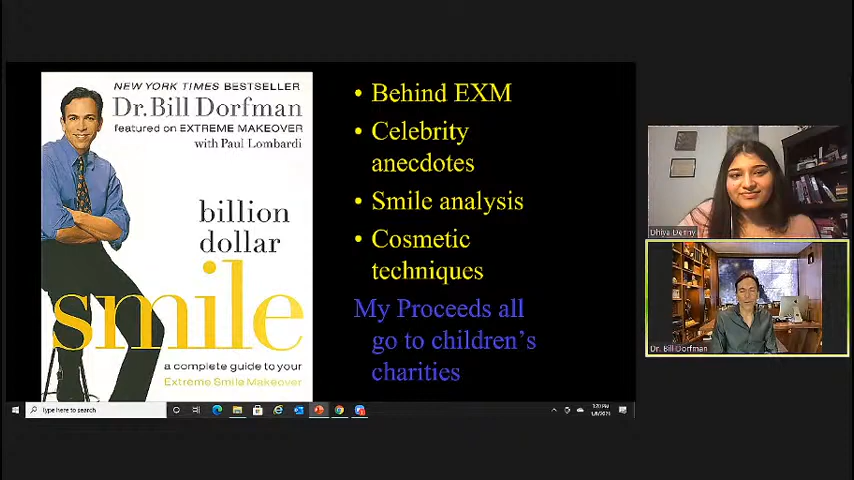 NEW YORK TIMES BESTSELLER
Dr. Bill Dorfman
featured on EXTREME MAKEOVER
with Paul Lombardi
billion
dollar
smile
a complete guide to your
Extreme Smile Makeover
• Behind EXM
• Celebrity
anecdotes
• Smile analysis
• Cosmetic
techniques
My Proceeds all
go to children's
charities
Dhiya Denny
Dr. Bill Dorfman
Type here to search